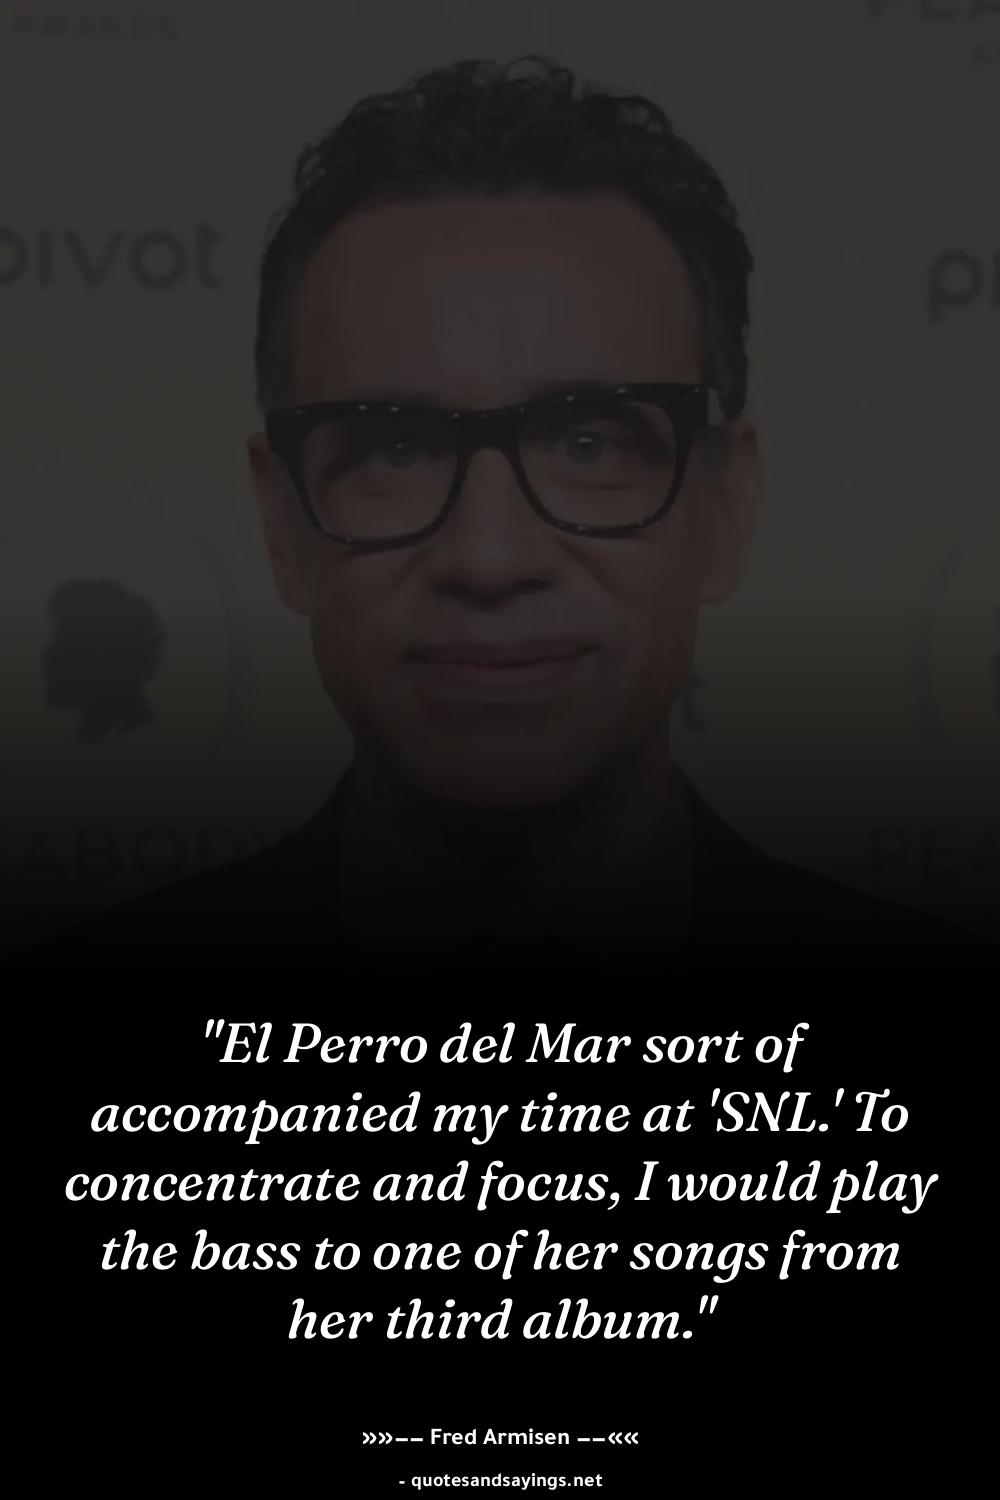 AWARDS
pivot
"El Perro del Mar sort of
accompanied my time at 'SNL.' To
concentrate and focus, I would play
the bass to one of her songs from
her third album."
»»–– Fred Armisen ––««
- quotesandsayings.net